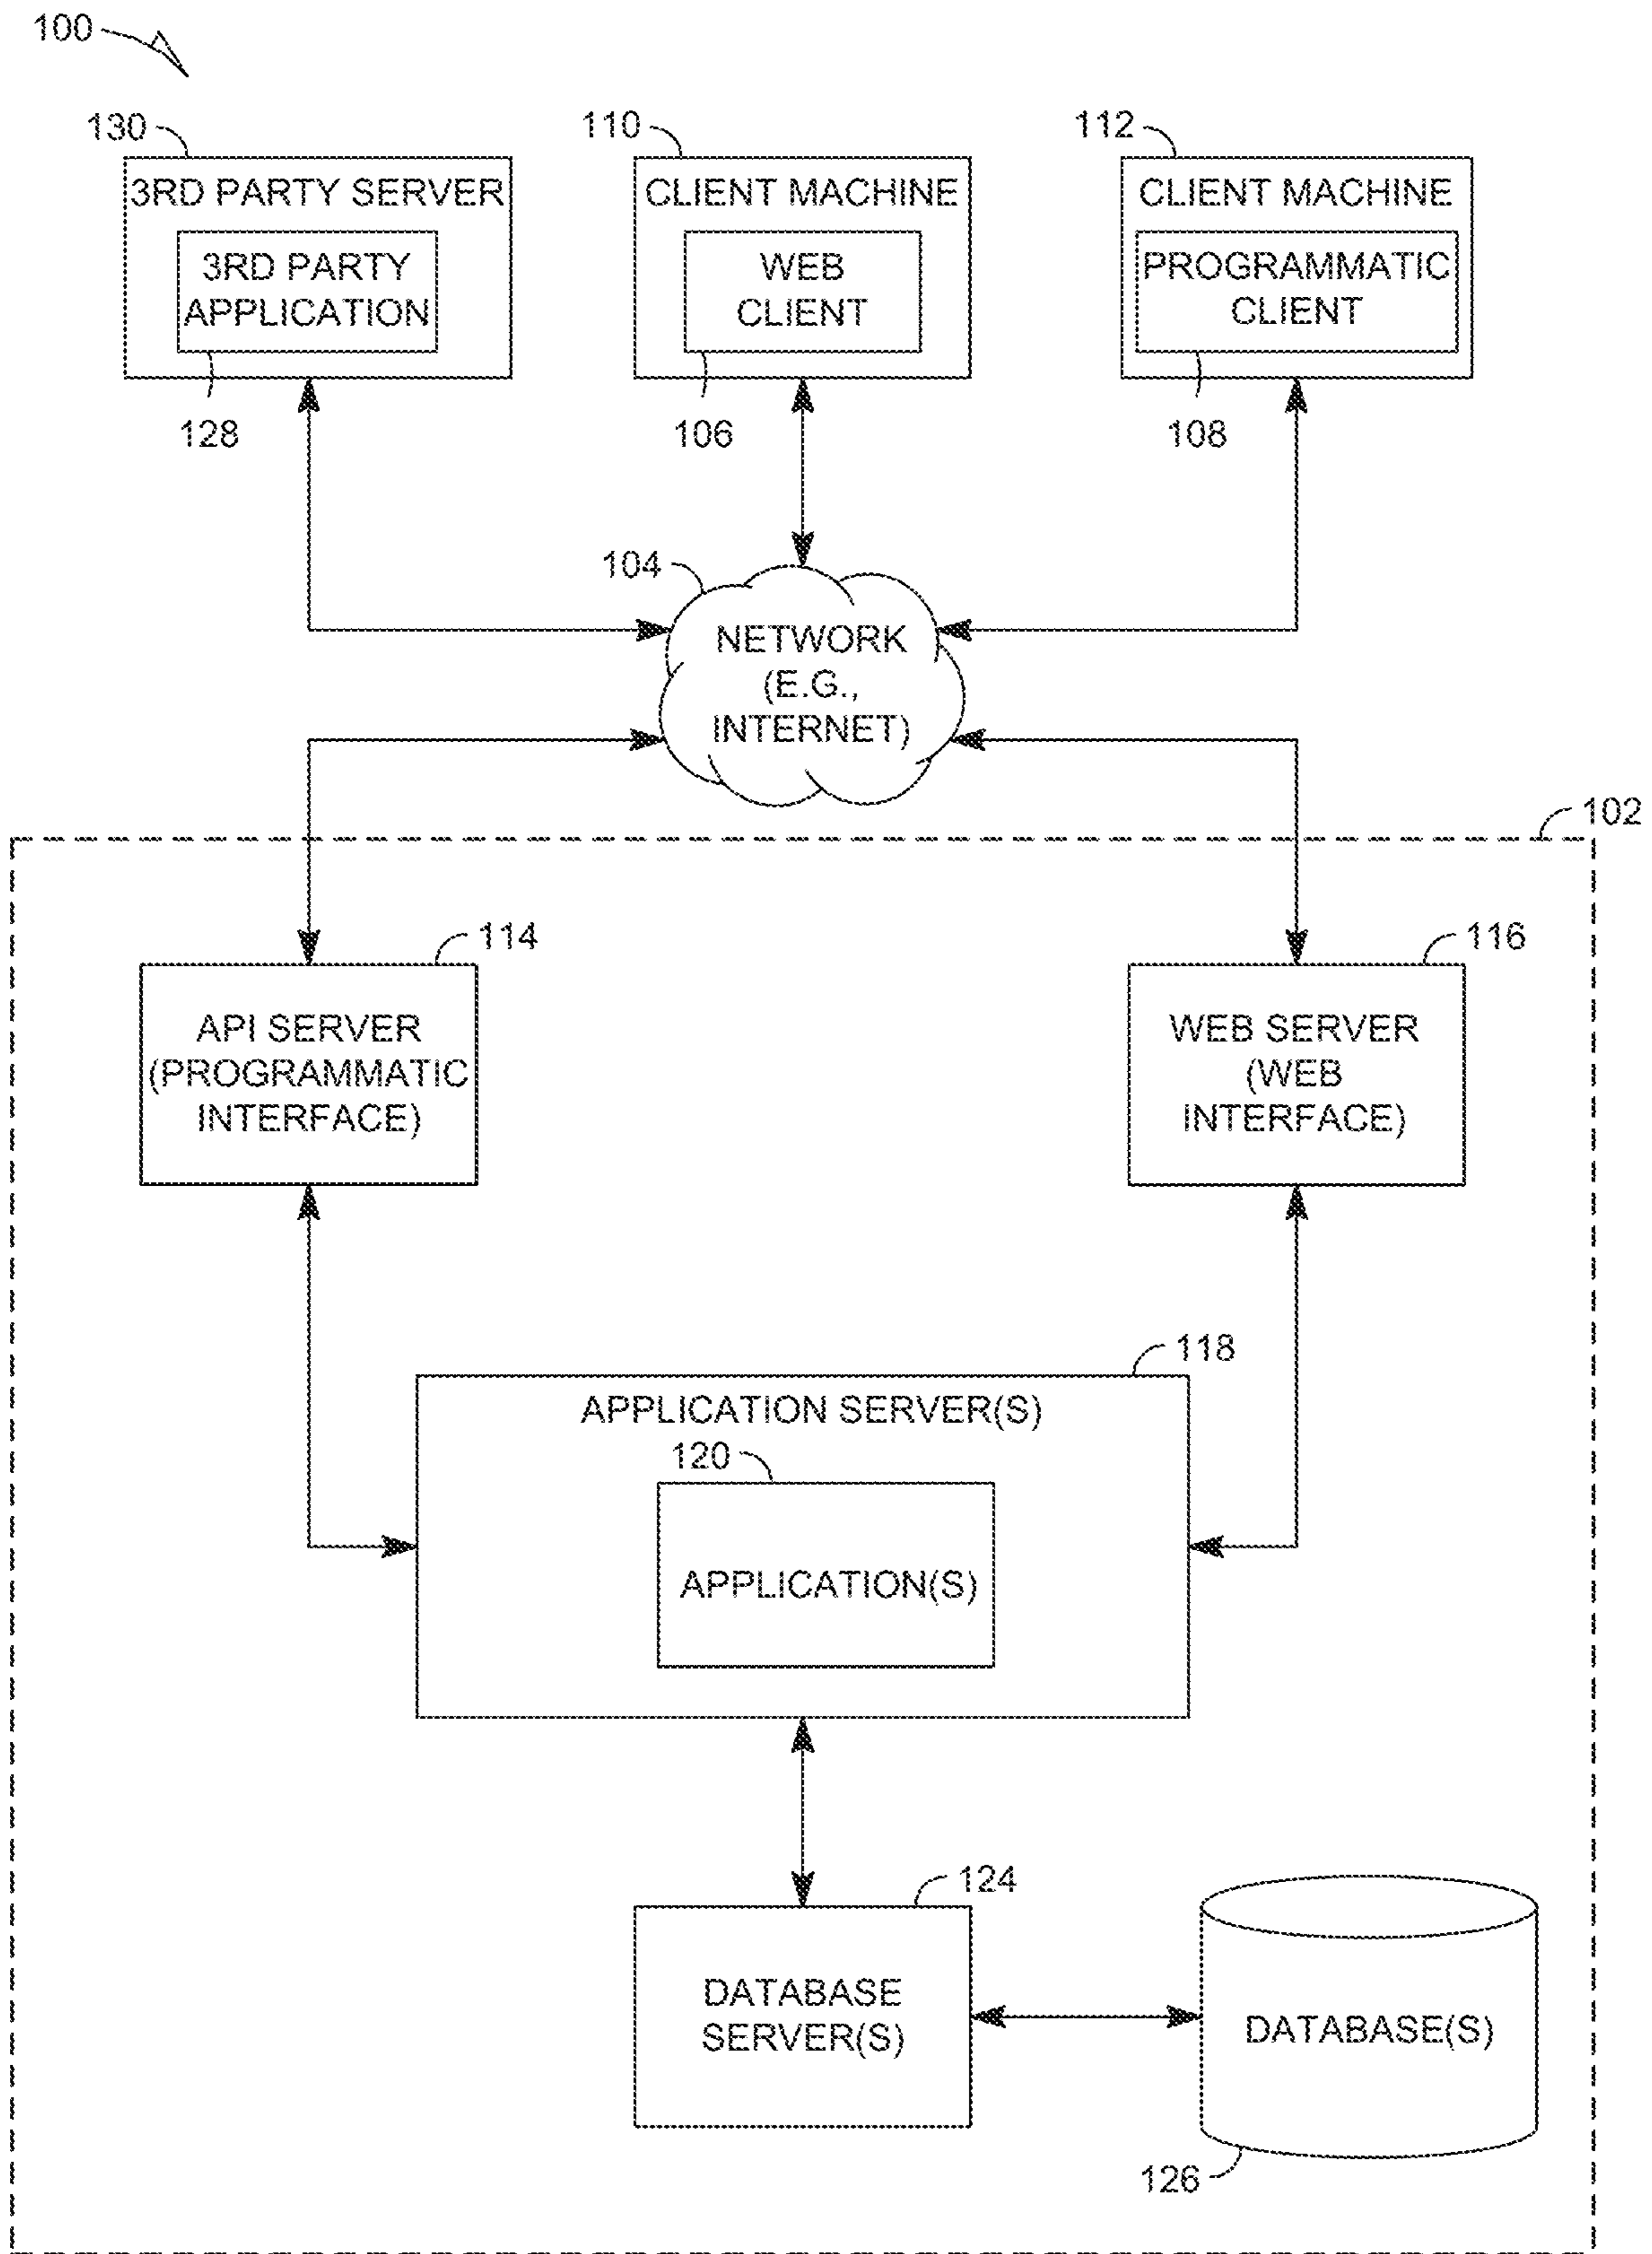 100
130
110
112
3RD PARTY SERVER
CLIENT MACHINE
CLIENT MACHINE
3RD PARTY
APPLICATION
WEB
CLIENT
PROGRAMMATIC
CLIENT
128
106
108
104
NETWORK
(E.G.,
INTERNET)
102
114
116
API SERVER
(PROGRAMMATIC
INTERFACE)
WEB SERVER
(WEB
INTERFACE)
118
APPLICATION SERVER(S)
120
APPLICATION(S)
124
DATABASE
SERVER(S)
DATABASE(S)
126